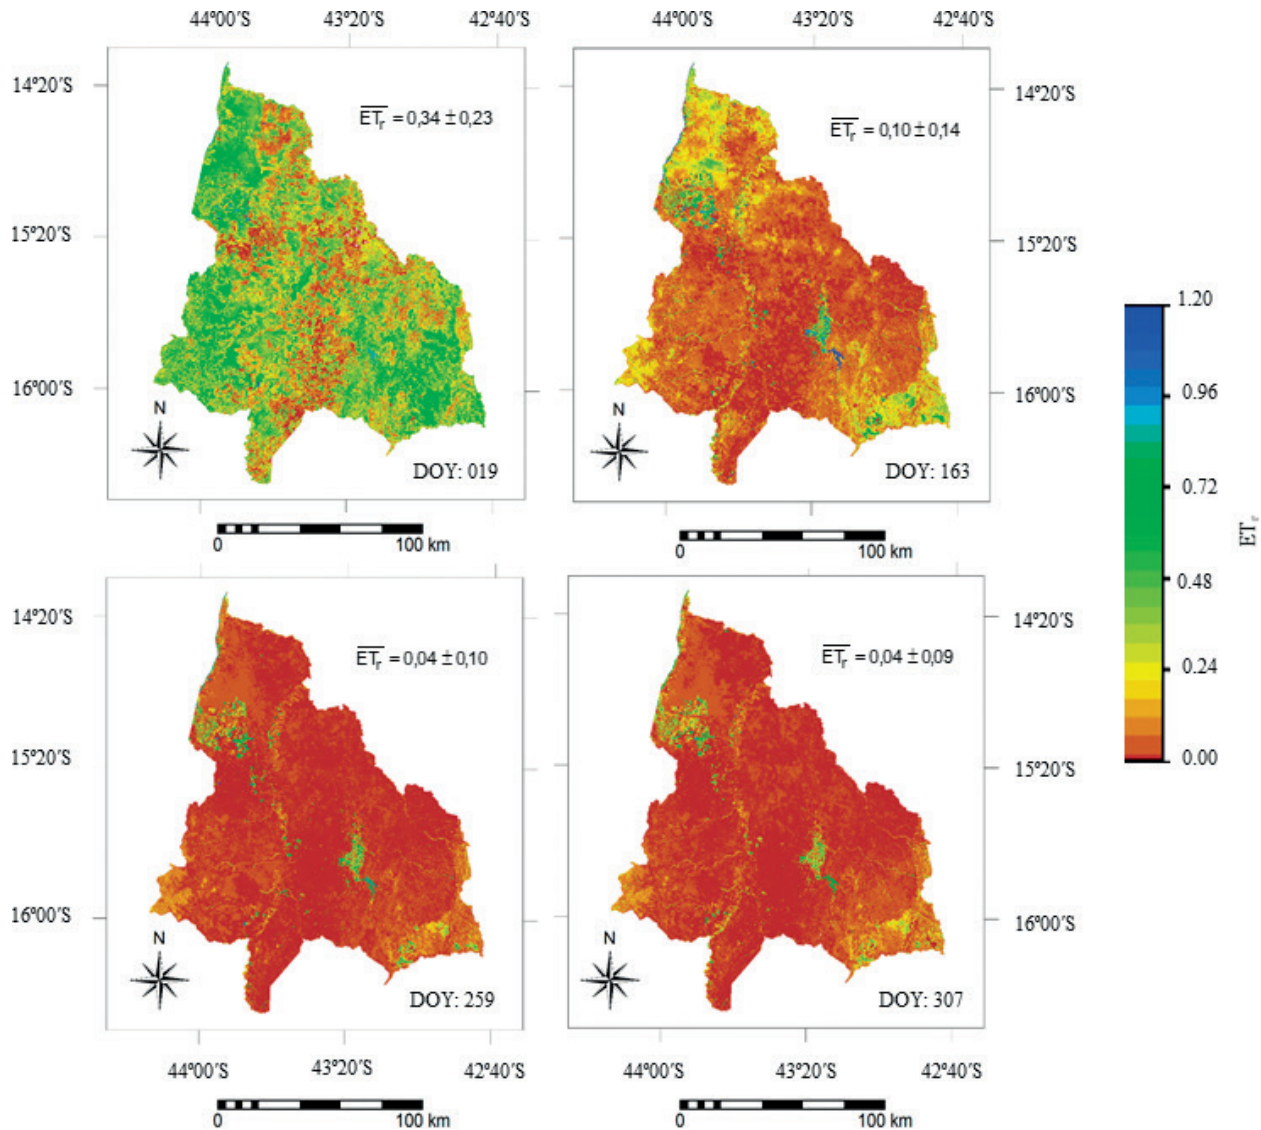 44°00′S 43°20′S 42°40′S 44°00′S 43°20′S 42°40′S
14°20′S
ETr = 0,34 ± 0,23
15°20′S
16°00′S
N
DOY: 019
0 100 km
14°20′S
ETr = 0,10 ± 0,14
15°20′S
16°00′S
N
DOY: 163
0 100 km
1.20
0.96
0.72
0.48
0.24
0.00
ETr
14°20′S
ETr = 0,04 ± 0,10
15°20′S
16°00′S
N
DOY: 259
44°00′S 43°20′S 42°40′S
0 100 km
14°20′S
ETr = 0,04 ± 0,09
15°20′S
16°00′S
N
DOY: 307
44°00′S 43°20′S 42°40′S
0 100 km